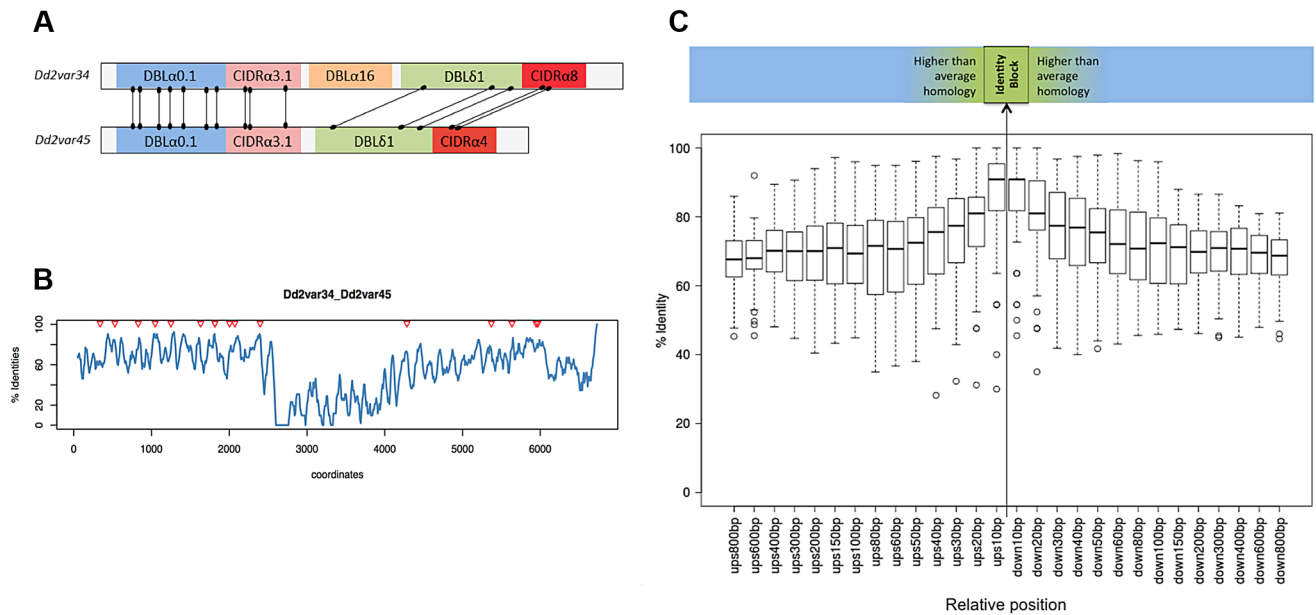 A
Dd2var34
DBLα0.1
CIDRα3.1
DBLα16
DBLδ1
CIDRα8
Dd2var45
DBLα0.1
CIDRα3.1
DBLδ1
CIDRα4
B
Dd2var34_Dd2var45
% Identities
100
60
20
0
0
1000
2000
3000
4000
5000
6000
coordinates
C
Higher than
average
homology
Identity
Block
Higher than
average
homology
% Identity
100
80
60
40
20
0
ups800bp
ups600bp
ups400bp
ups300bp
ups200bp
ups150bp
ups100bp
ups80bp
ups60bp
ups50bp
ups40bp
ups30bp
ups20bp
ups10bp
down10bp
down20bp
down30bp
down40bp
down50bp
down60bp
down80bp
down100bp
down150bp
down200bp
down300bp
down400bp
down600bp
down800bp
Relative position